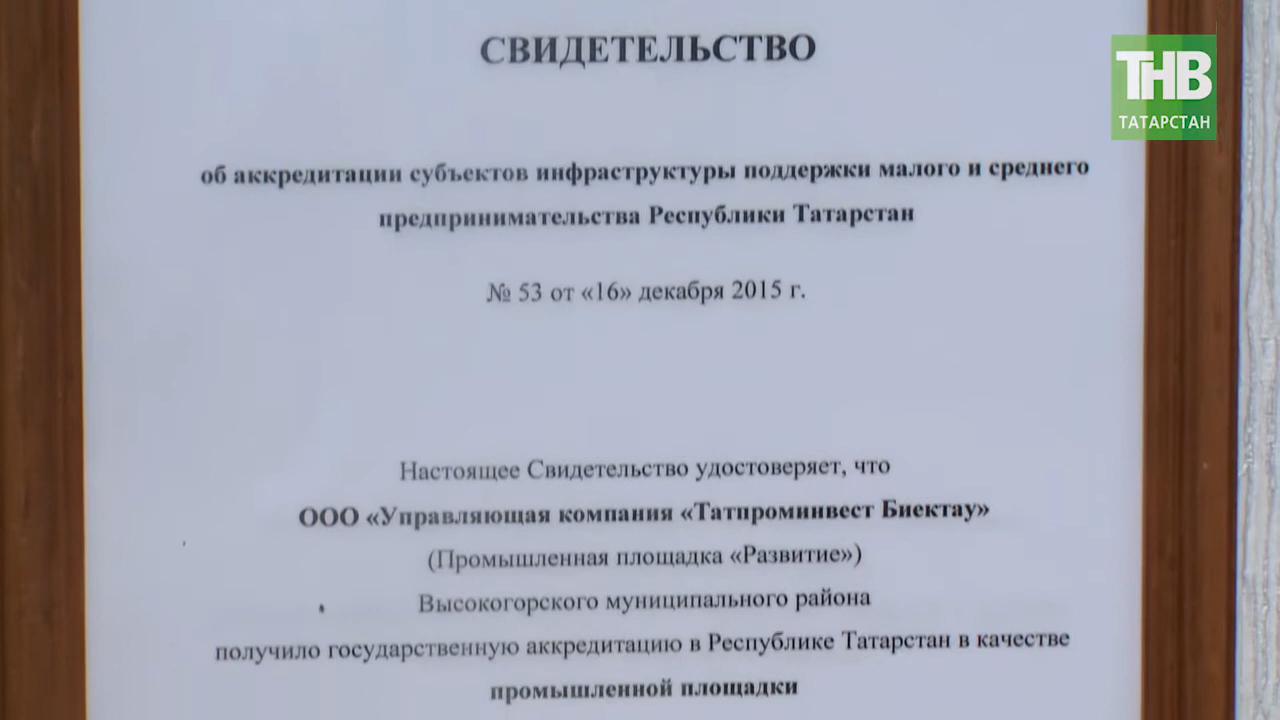 СВИДЕТЕЛЬСТВО
ТНВ
ТАТАРСТАН
об аккредитации субъектов инфраструктуры поддержки малого и среднего
предпринимательства Республики Татарстан
№ 53 от «16» декабря 2015 г.
Настоящее Свидетельство удостоверяет, что
ООО «Управляющая компания «Татпроминвест Биектау»
(Промышленная площадка «Развитие»)
Высокогорского муниципального района
получило государственную аккредитацию в Республике Татарстан в качестве
промышленной площадки